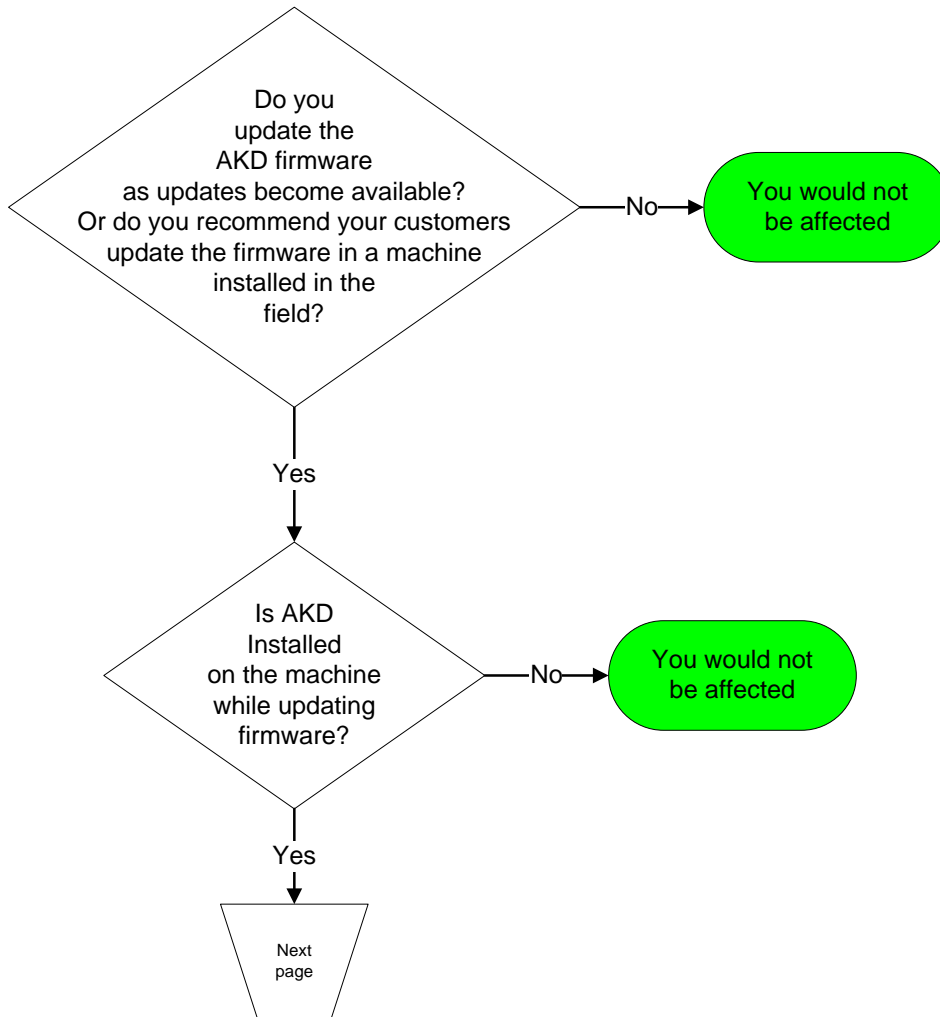 Do you
update the
AKD firmware
as updates become available?
Or do you recommend your customers
update the firmware in a machine
installed in the
field?
No
You would not
be affected
Yes
Is AKD
Installed
on the machine
while updating
firmware?
No
You would not
be affected
Yes
Next
page